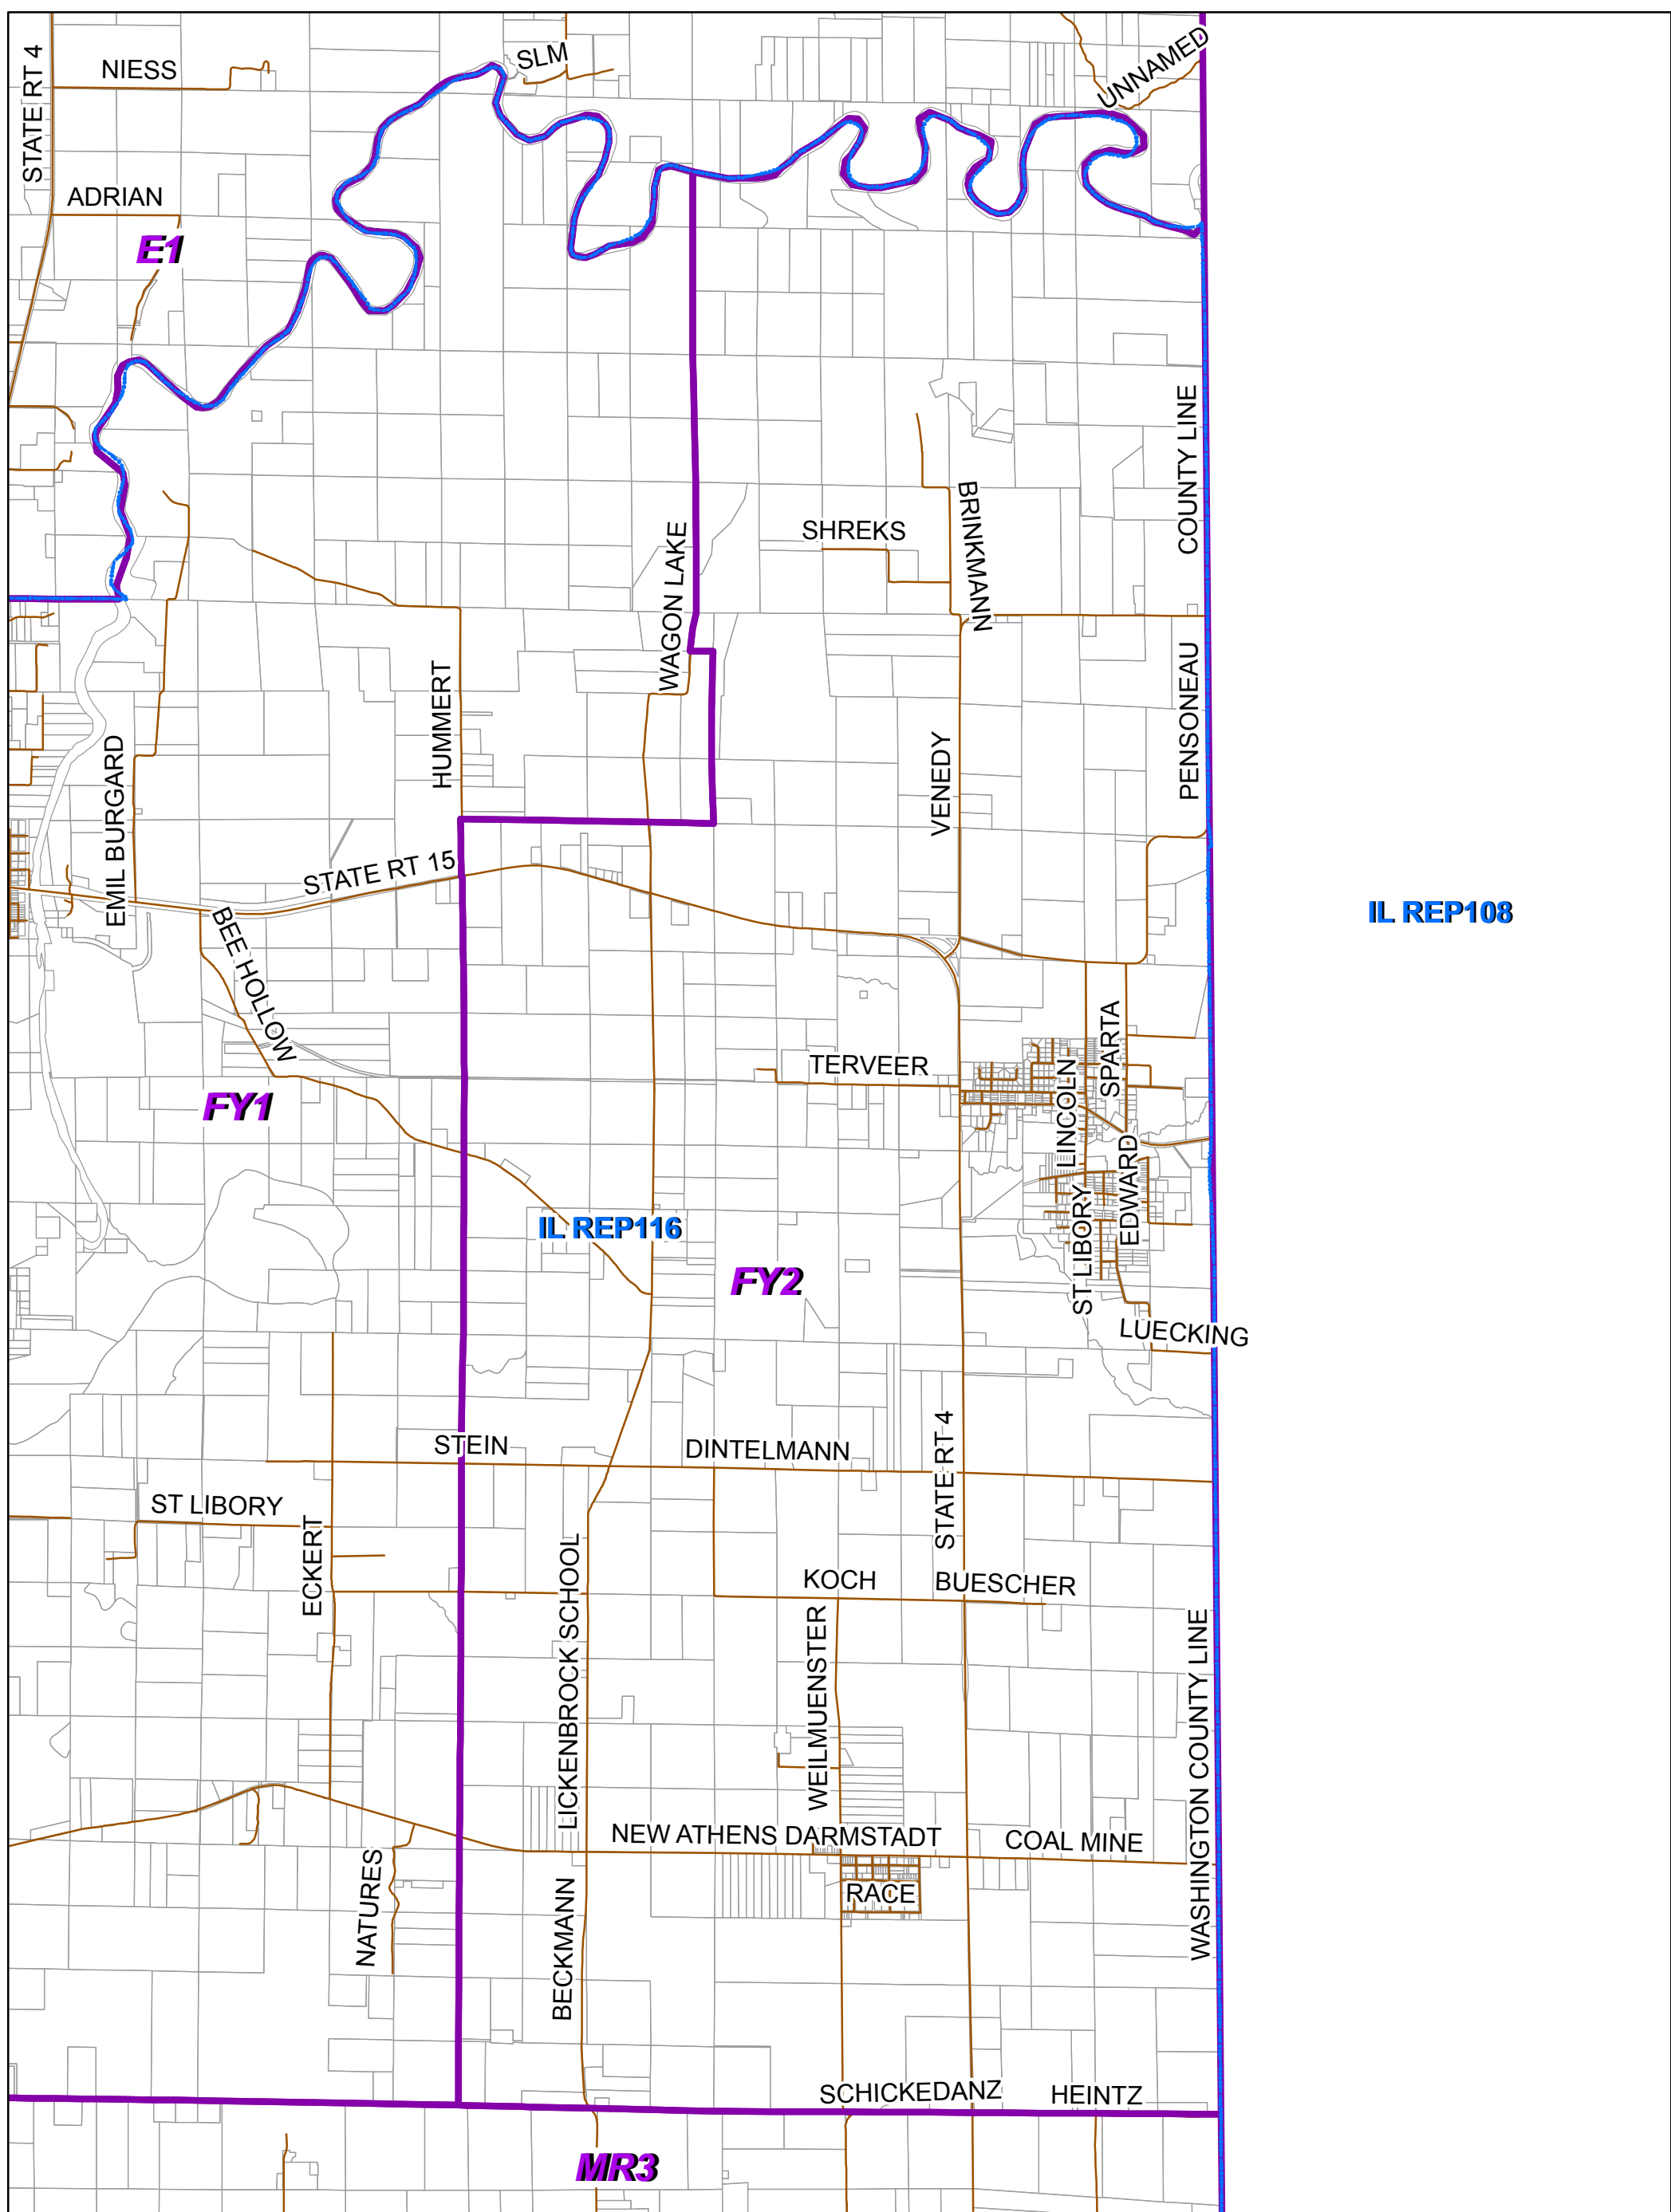 STATE RT 4
NIESS
SLM
UNNAMED
ADRIAN
E1
COUNTY LINE
BRINKMANN
SHREKS
WAGON LAKE
HUMMERT
PENSONEAU
EMIL BURGARD
VENEDY
STATE RT 15
IL REP108
BEE HOLLOW
SPARTA
TERVEER
LINCOLN
FY1
EDWARD
ST LIBORY
IL REP116
FY2
LUECKING
STEIN
DINTELMANN
STATE RT 4
ST LIBORY
ECKERT
LICKENBROCK SCHOOL
KOCH
BUESCHER
WEILMUENSTER
WASHINGTON COUNTY LINE
NEW ATHENS DARMSTADT
COAL MINE
NATURES
RACE
BECKMANN
SCHICKEDANZ
HEINTZ
MR3